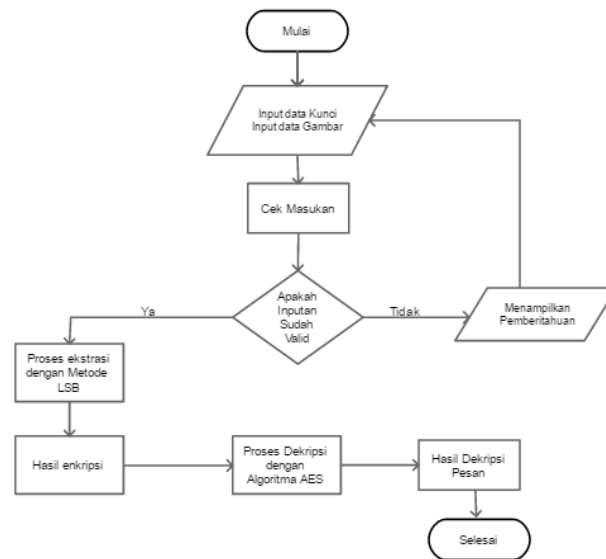 Mulai
Input data Kunci
Input data Gambar
Cek Masukan
Apakah
Inputan
Sudah
Valid
Ya
Tidak
Menampilkan
Pemberitahuan
Proses ekstrasi
dengan Metode
LSB
Hasil enkripsi
Proses Dekripsi
dengan
Algoritma AES
Hasil Dekripsi
Pesan
Selesai